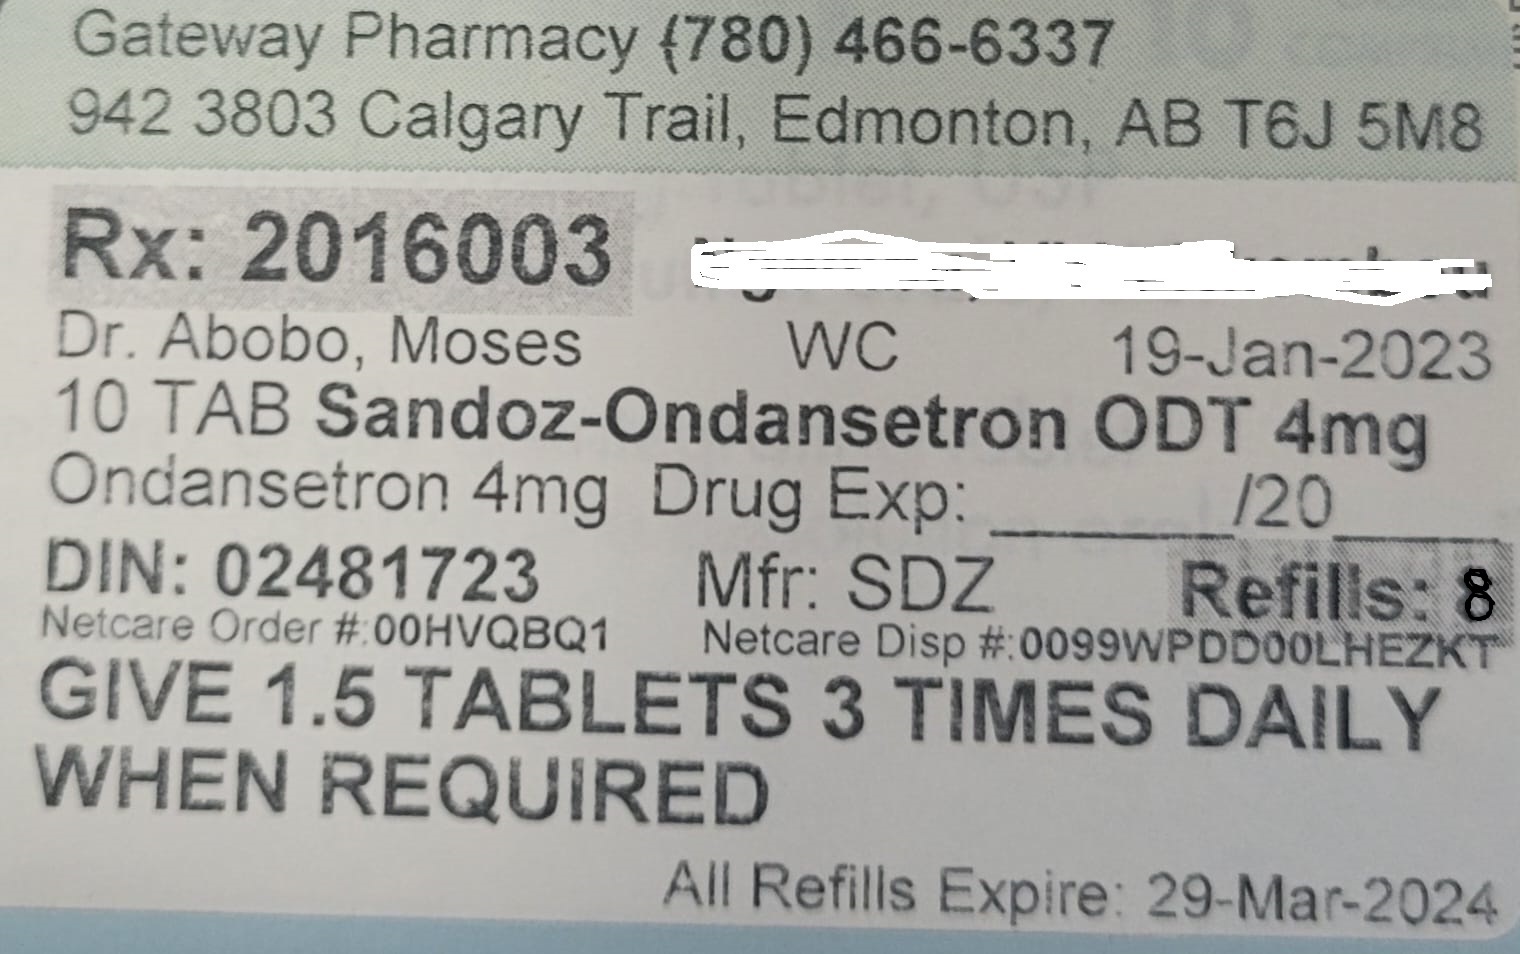 Gateway Pharmacy (780) 466-6337
942 3803 Calgary Trail, Edmonton, AB T6J 5M8
Rx: 2016003
Dr. Abobo, Moses WC 19-Jan-2023
10 TAB Sandoz-Ondansetron ODT 4mg
Ondansetron 4mg Drug Exp: ______/20____
DIN: 02481723 Mfr: SDZ Refills: 8
Netcare Order #:00HVQBQ1 Netcare Disp #:0099WPDD00LHEZKT
GIVE 1.5 TABLETS 3 TIMES DAILY
WHEN REQUIRED
All Refills Expire: 29-Mar-2024